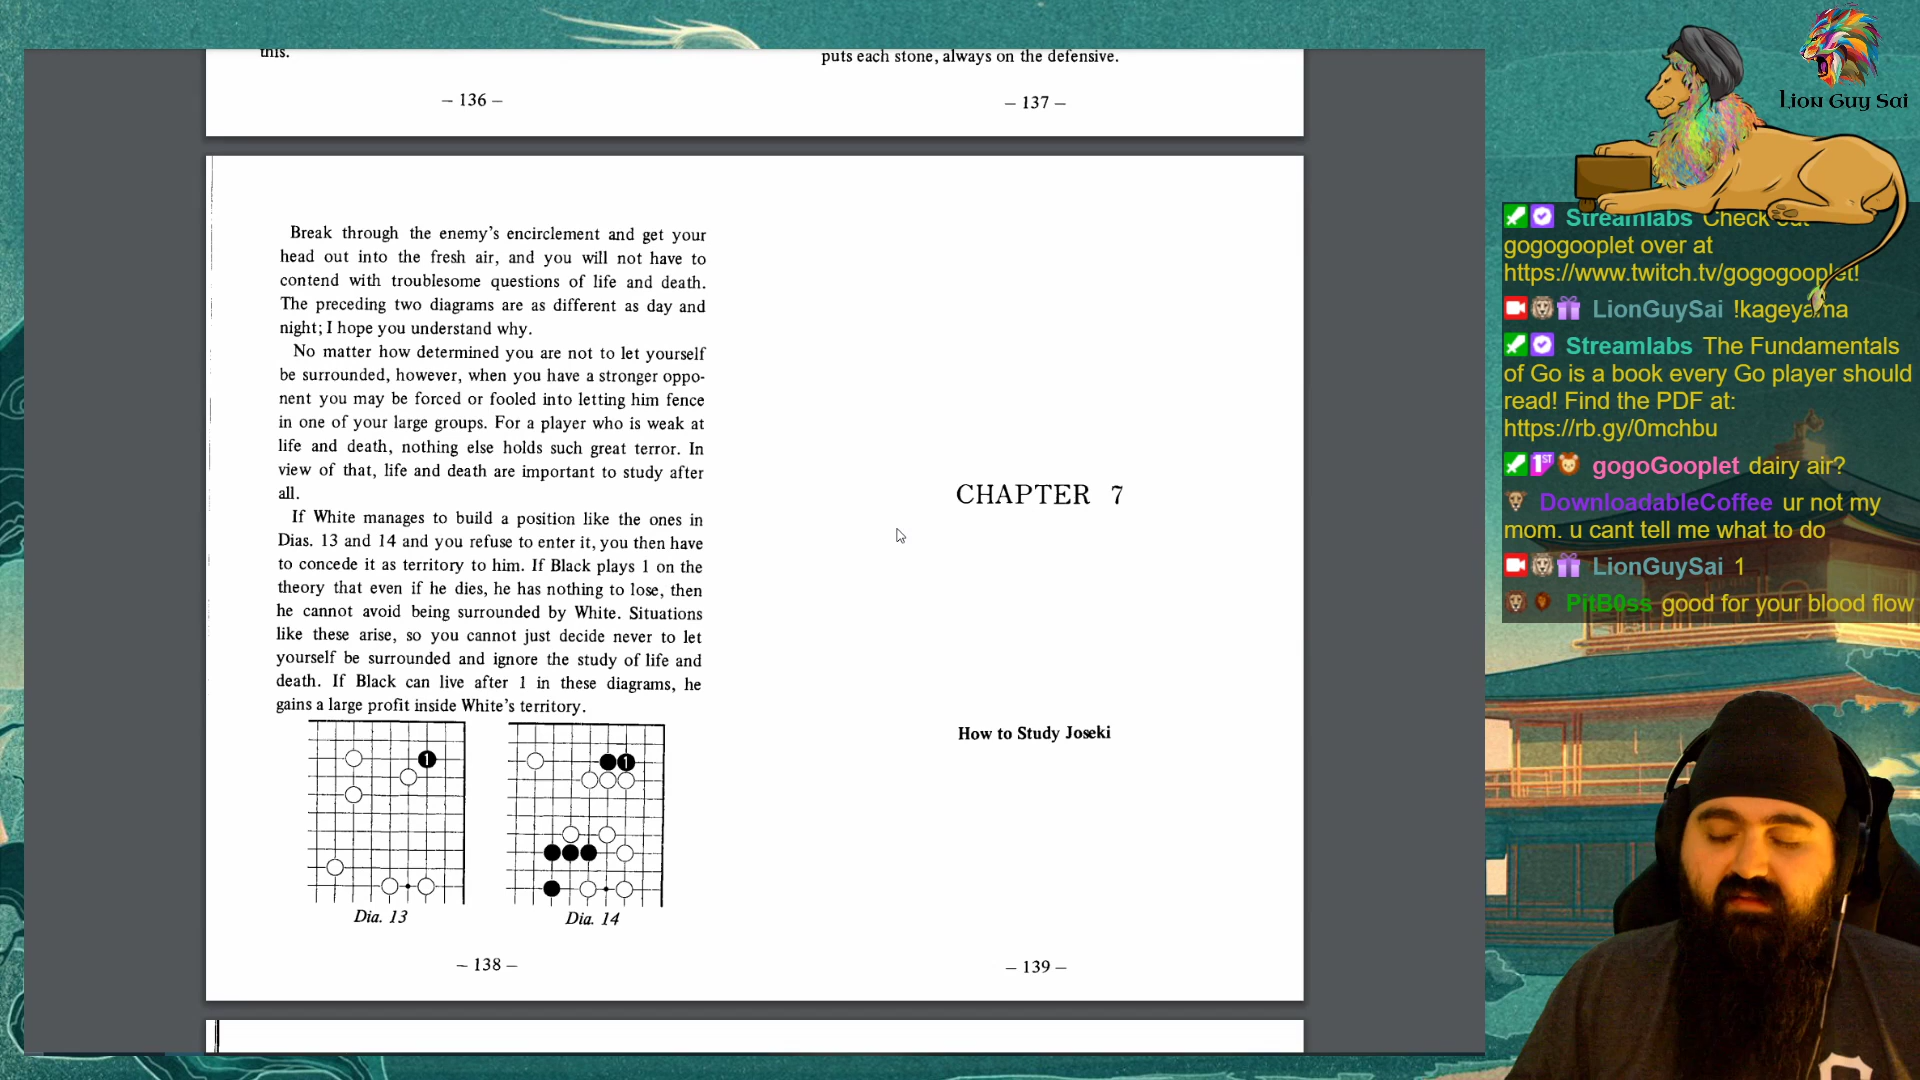 this.
puts each stone, always on the defensive.
– 136 –
– 137 –
Break through the enemy's encirclement and get your
head out into the fresh air, and you will not have to
contend with troublesome questions of life and death.
The preceding two diagrams are as different as day and
night; I hope you understand why.
No matter how determined you are not to let yourself
be surrounded, however, when you have a stronger oppo-
nent you may be forced or fooled into letting him fence
in one of your large groups. For a player who is weak at
life and death, nothing else holds such great terror. In
view of that, life and death are important to study after
all.
If White manages to build a position like the ones in
Dias. 13 and 14 and you refuse to enter it, you then have
to concede it as territory to him. If Black plays 1 on the
theory that even if he dies, he has nothing to lose, then
he cannot avoid being surrounded by White. Situations
like these arise, so you cannot just decide never to let
yourself be surrounded and ignore the study of life and
death. If Black can live after 1 in these diagrams, he
gains a large profit inside White's territory.
1
1
Dia. 13
Dia. 14
– 138 –
CHAPTER 7
How to Study Joseki
– 139 –
Lion Guy Sai
Streamlabs Check out
gogogooplet over at
https://www.twitch.tv/gogogooplet!
LionGuySai !kageyama
Streamlabs The Fundamentals
of Go is a book every Go player should
read! Find the PDF at:
https://rb.gy/0mchbu
1ST gogoGooplet dairy air?
DownloadableCoffee ur not my
mom. u cant tell me what to do
LionGuySai 1
PitB0ss good for your blood flow